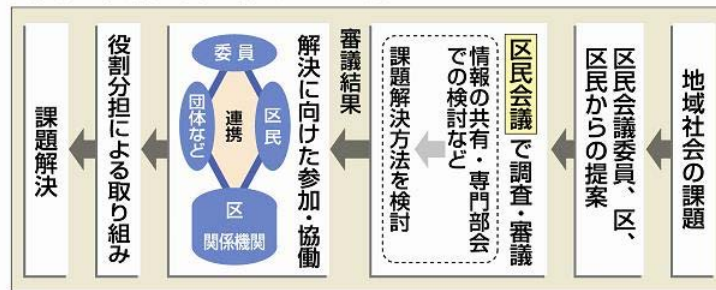 地域社会の課題
区民会議委員、区、
区民からの提案
区民会議で調査・審議
情報の共有・専門部会
での検討など
課題解決方法を検討
審議結果
解決に向けた参加・協働
委員
区民
団体など
連携
区
関係機関
役割分担による取り組み
課題解決